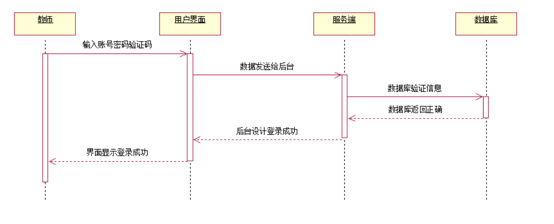 教师
用户界面
服务端
数据库
输入账号密码验证码
数据发送给后台
数据库验证信息
数据库返回正确
后台设计登录成功
界面显示登录成功